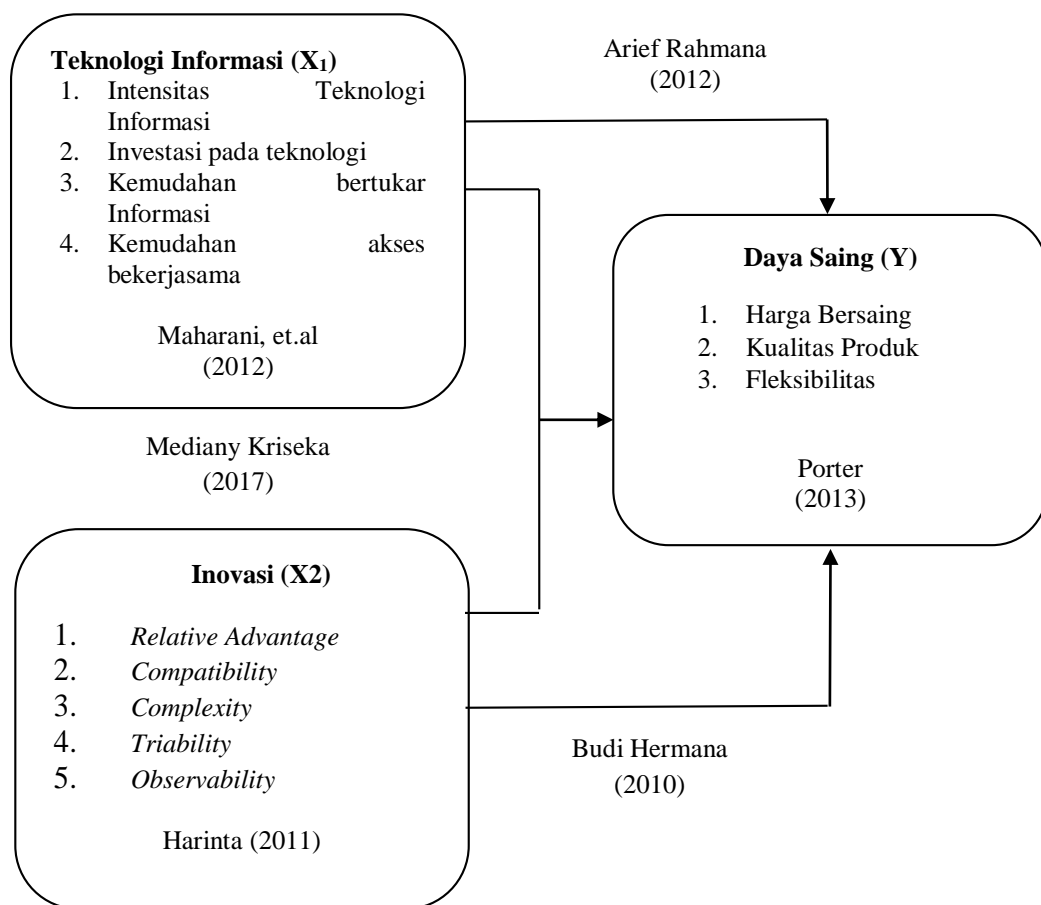 Teknologi Informasi (X₁)
1. Intensitas Teknologi
Informasi
2. Investasi pada teknologi
3. Kemudahan bertukar
Informasi
4. Kemudahan akses
bekerjasama
Maharani, et.al
(2012)
Arief Rahmana
(2012)
Daya Saing (Y)
1. Harga Bersaing
2. Kualitas Produk
3. Fleksibilitas
Porter
(2013)
Mediany Kriseka
(2017)
Inovasi (X2)
1. Relative Advantage
2. Compatibility
3. Complexity
4. Triability
5. Observability
Harinta (2011)
Budi Hermana
(2010)